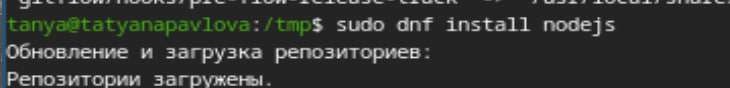 tanya@tatyanapavlova:/tmp$ sudo dnf install nodejs
Обновление и загрузка репозиториев:
Репозитории загружены.